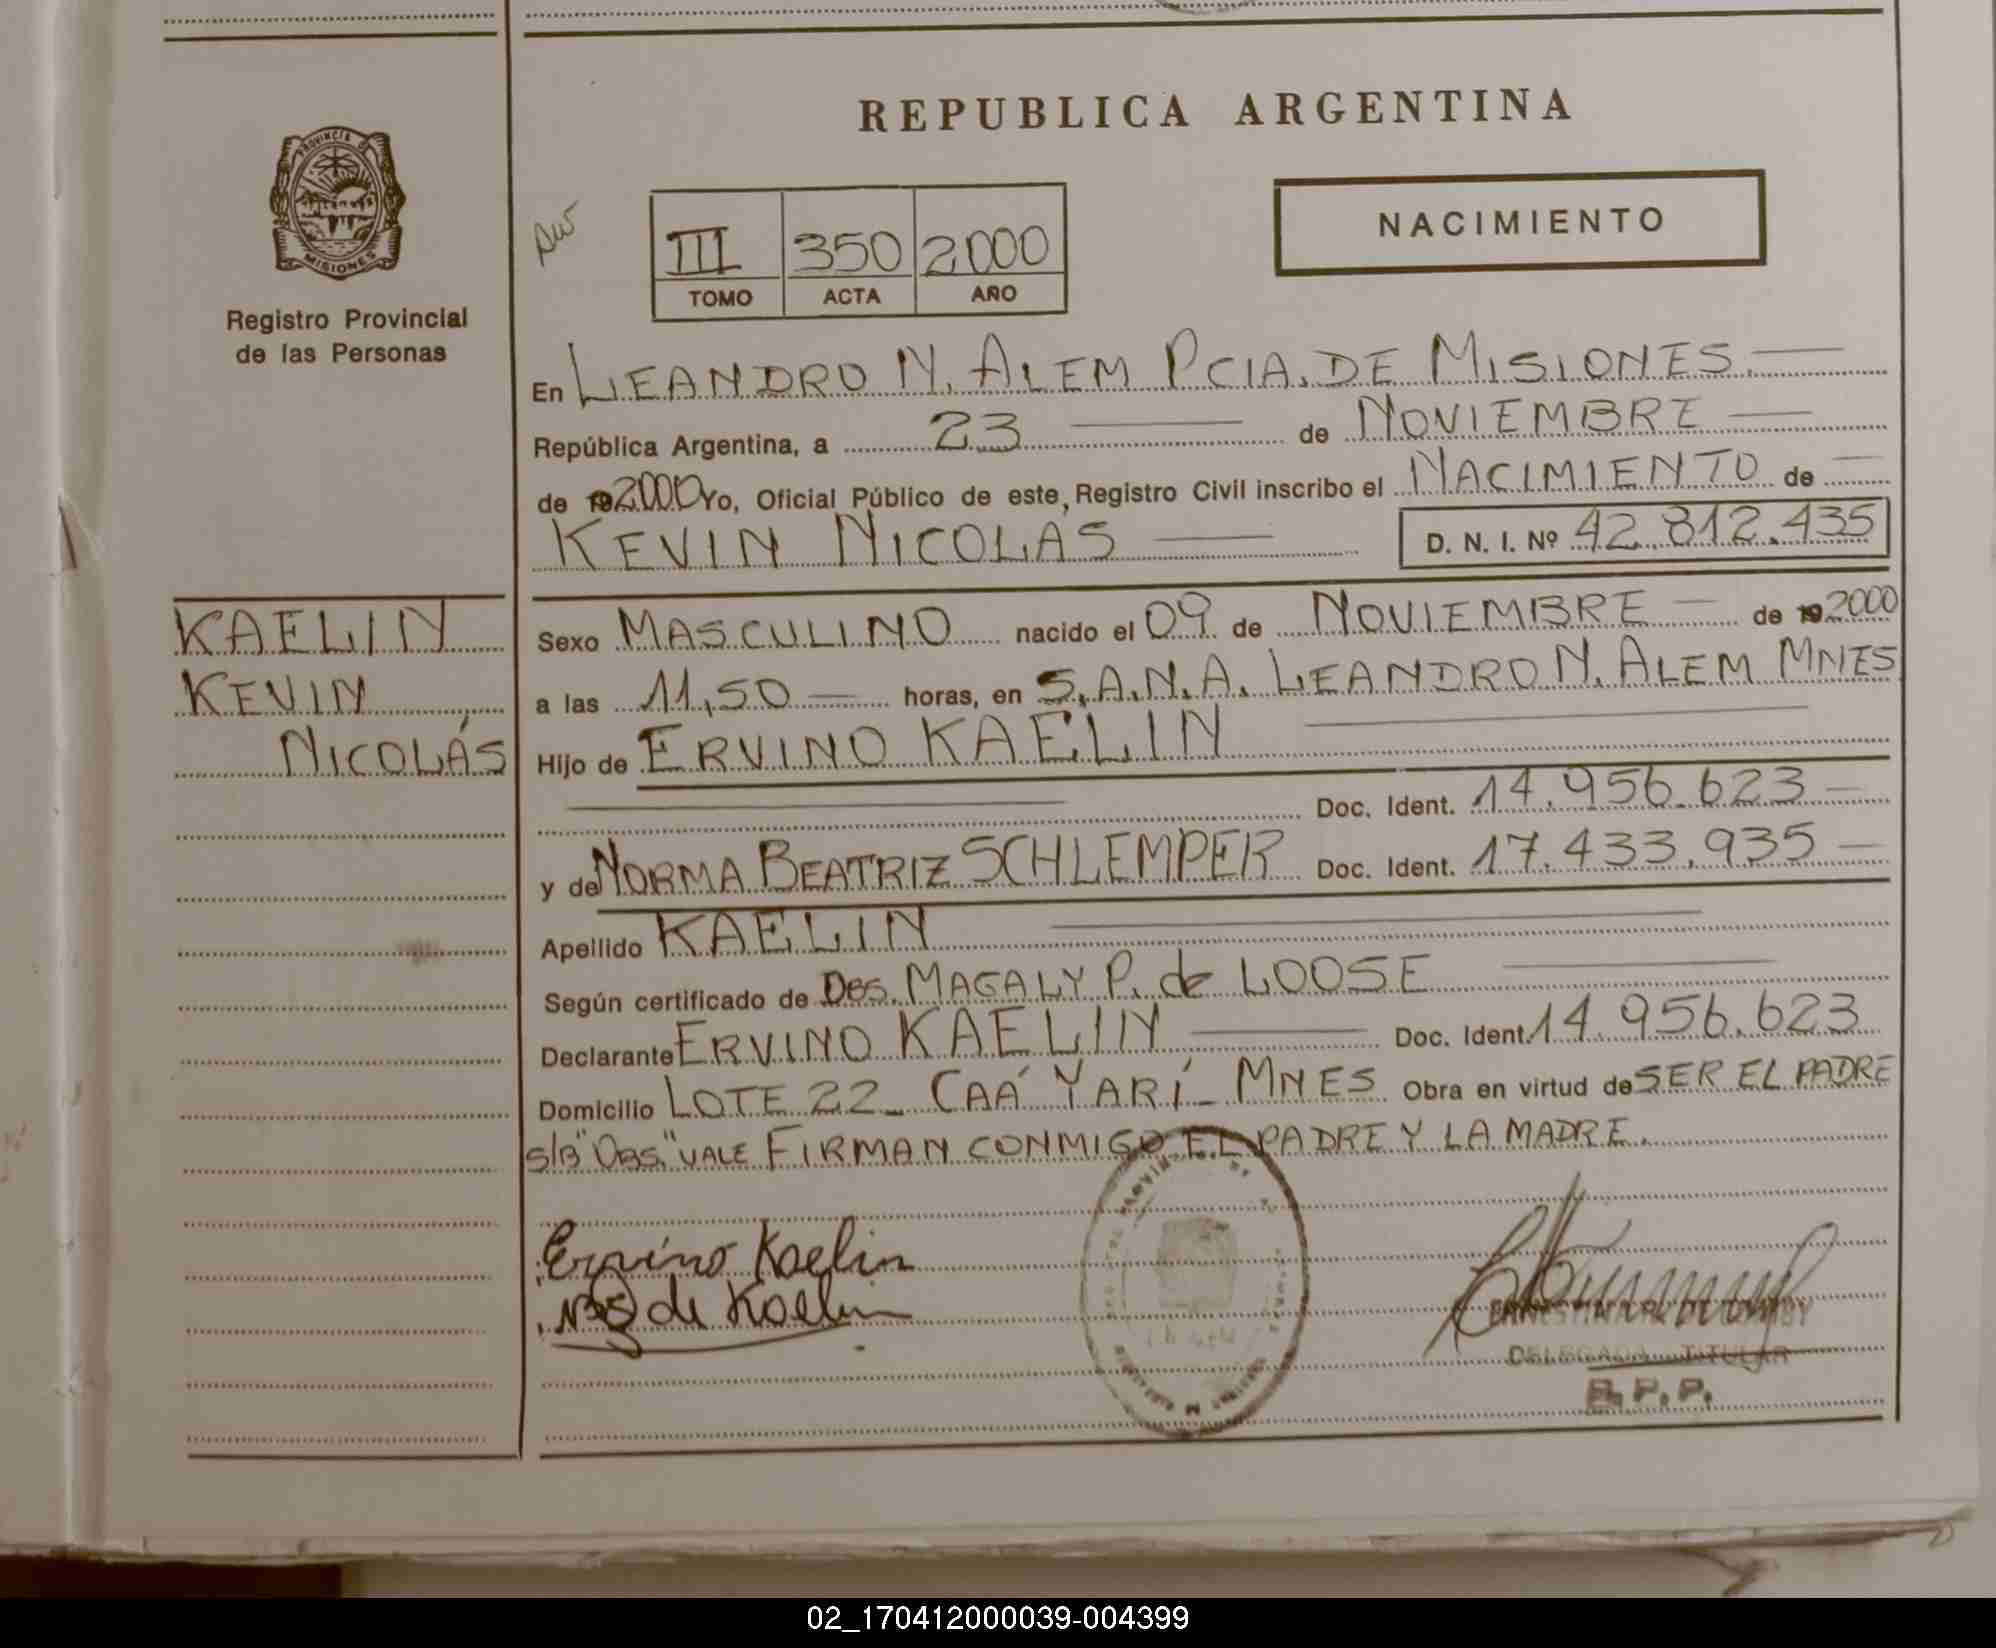 REPUBLICA ARGENTINA
PROVINCIA DE
MISIONES
Registro Provincial
de las Personas
III 350 2000
TOMO ACTA AÑO
NACIMIENTO
En LEANDRO N. ALEM PCIA. DE MISIONES.
República Argentina, a 23 de NOVIEMBRE
de 192000 Yo, Oficial Público de este, Registro Civil inscribo el NACIMIENTO de
KEVIN NICOLAS D. N. I. Nº 42.812.435
KAELIN
KEVIN
NICOLÁS
Sexo MASCULINO nacido el 09 de NOVIEMBRE de 192000
a las 11,50 horas, en S.A.N.A. LEANDRO N. ALEM MNES
Hijo de ERVINO KAELIN
Doc. Ident. 14.956.623
y de NORMA BEATRIZ SCHLEMPER Doc. Ident. 17.433.935
Apellido KAELIN
Según certificado de Obs. MAGALY P. de LOOSE
Declarante ERVINO KAELIN Doc. Ident. 14.956.623
Domicilio LOTE 22_ CAÁ YARÍ_ MNES Obra en virtud de SER EL PADRE
S/B "OBS." VALE FIRMAN CONMIGO EL PADRE Y LA MADRE.
Ervino Kaelin
de Kaelin
DELEGADA TITULAR
R. P. P.
02_170412000039-004399